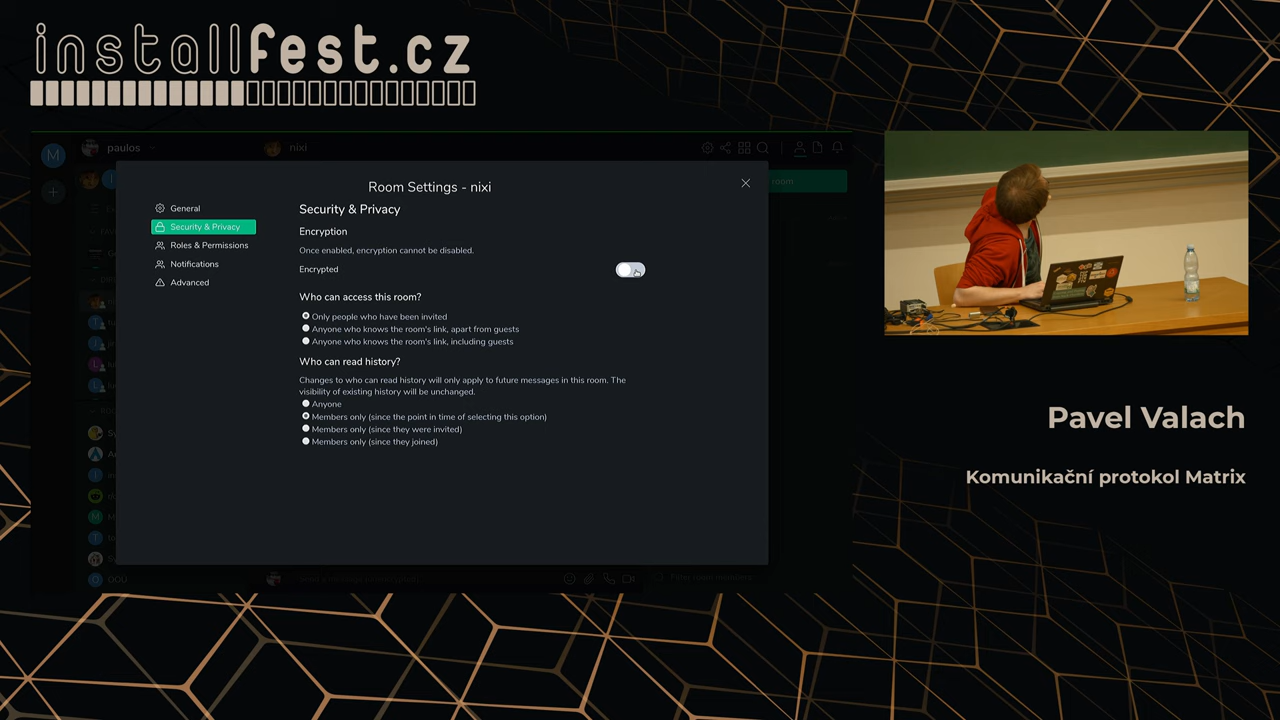 installfest.cz
M
paulos
nixi
room
Room Settings - nixi
General
Security & Privacy
Roles & Permissions
Notifications
Advanced
Security & Privacy
Encryption
Once enabled, encryption cannot be disabled.
Encrypted
Who can access this room?
Only people who have been invited
Anyone who knows the room's link, apart from guests
Anyone who knows the room's link, including guests
Who can read history?
Changes to who can read history will only apply to future messages in this room. The
visibility of existing history will be unchanged.
Anyone
Members only (since the point in time of selecting this option)
Members only (since they were invited)
Members only (since they joined)
Pavel Valach
Komunikační protokol Matrix